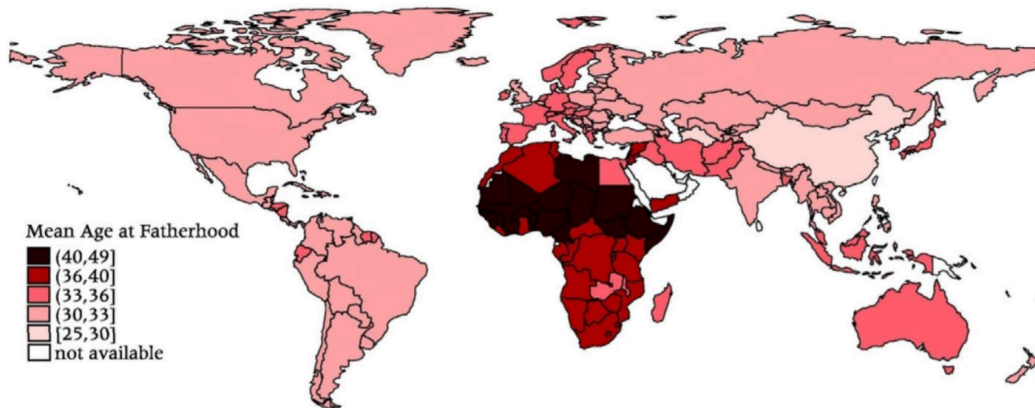 Mean Age at Fatherhood
(40,49]
(36,40]
(33,36]
(30,33]
[25,30]
not available